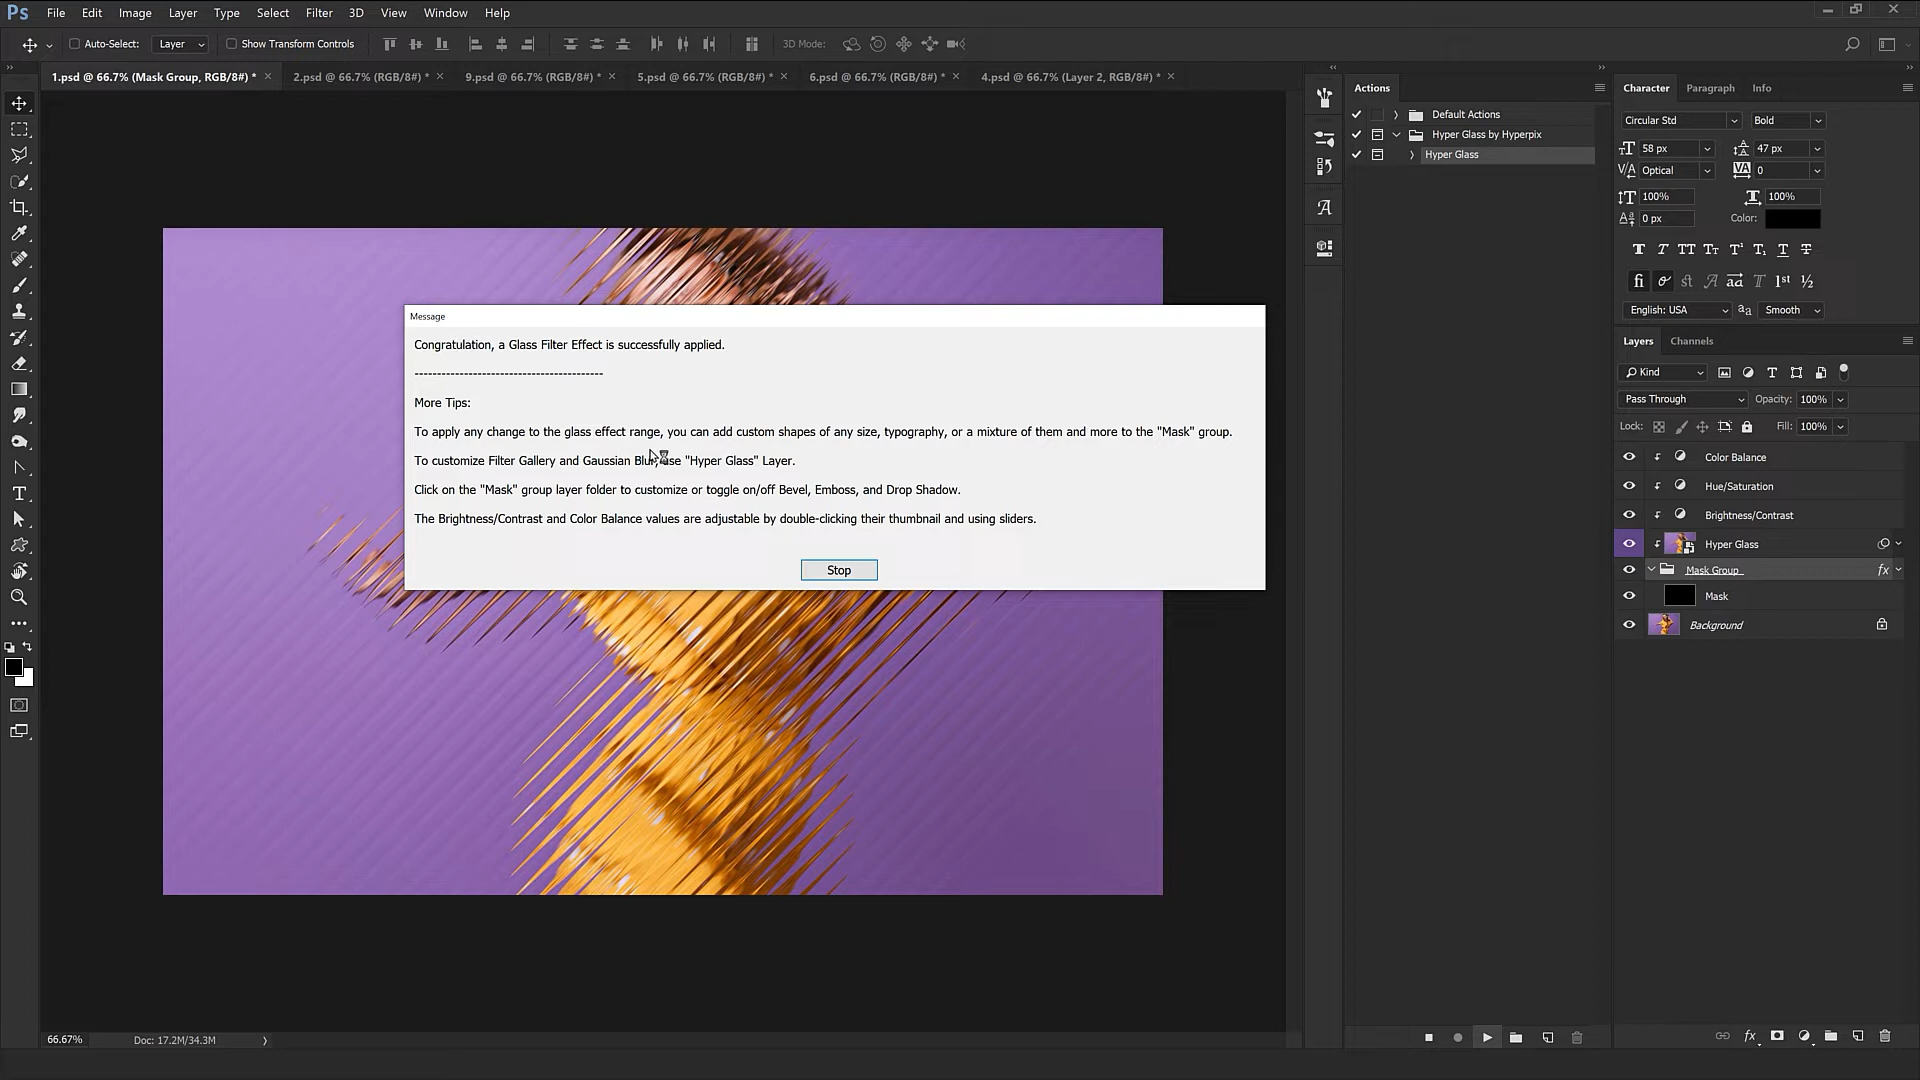 Ps File Edit Image Layer Type Select Filter 3D View Window Help
Auto-Select: Layer Show Transform Controls 3D Mode:
1.psd @ 66.7% (Mask Group, RGB/8#) * 2.psd @ 66.7% (RGB/8#) * 9.psd @ 66.7% (RGB/8#) * 5.psd @ 66.7% (RGB/8#) * 6.psd @ 66.7% (RGB/8#) * 4.psd @ 66.7% (Layer 2, RGB/8#) *
Actions
Default Actions
Hyper Glass by Hyperpix
Hyper Glass
Character Paragraph Info
Circular Std Bold
58 px 47 px
Optical 0
100% 100%
0 px Color:
English: USA Smooth
Layers Channels
Kind
Pass Through Opacity: 100%
Lock: Fill: 100%
Color Balance
Hue/Saturation
Brightness/Contrast
Hyper Glass
Mask Group
Mask
Background
Message
Congratulation, a Glass Filter Effect is successfully applied.
------------------------------------------
More Tips:
To apply any change to the glass effect range, you can add custom shapes of any size, typography, or a mixture of them and more to the "Mask" group.
To customize Filter Gallery and Gaussian Blur, use "Hyper Glass" Layer.
Click on the "Mask" group layer folder to customize or toggle on/off Bevel, Emboss, and Drop Shadow.
The Brightness/Contrast and Color Balance values are adjustable by double-clicking their thumbnail and using sliders.
Stop
66.67% Doc: 17.2M/34.3M